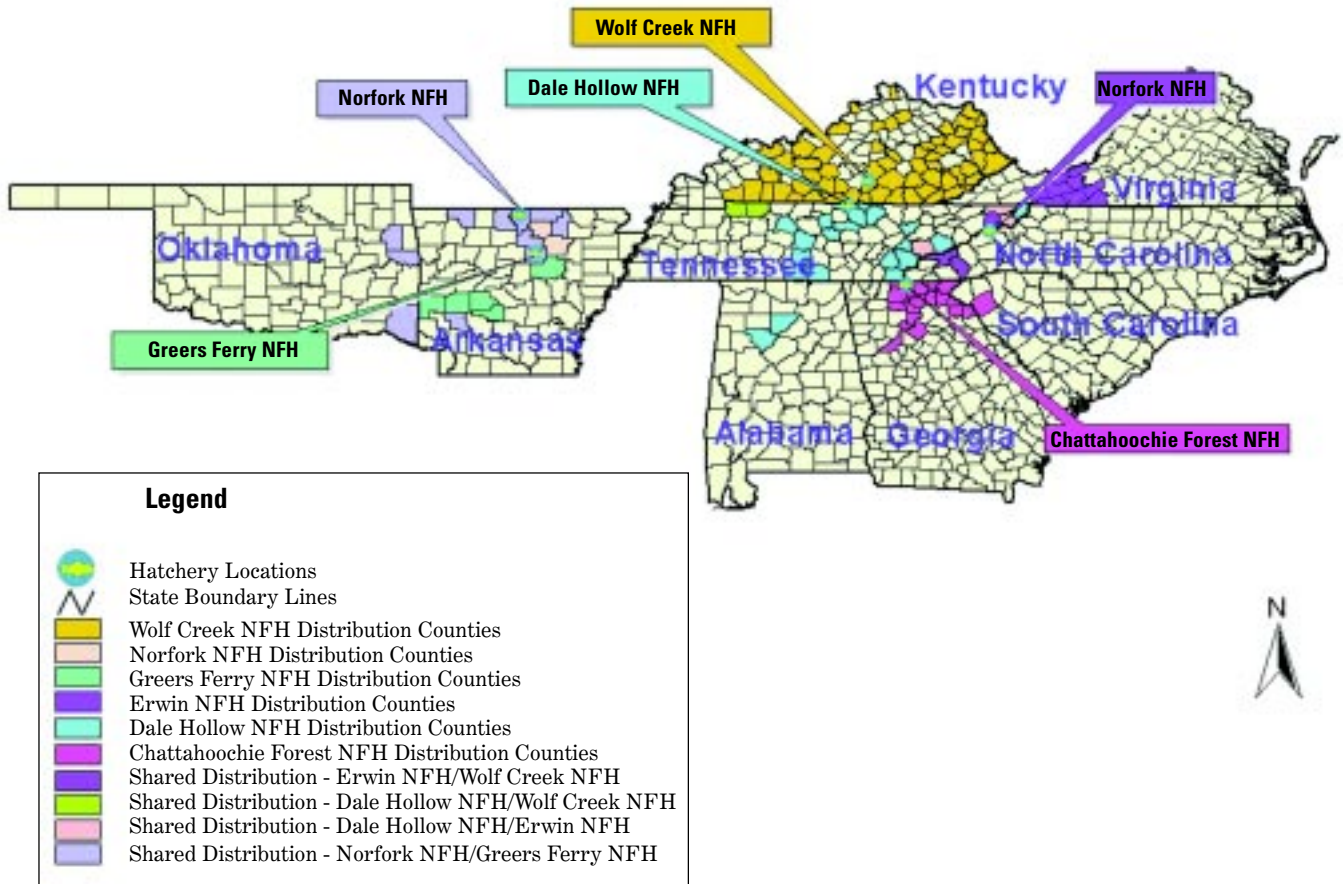 Wolf Creek NFH
Kentucky
Norfork NFH
Dale Hollow NFH
Norfork NFH
Virginia
Oklahoma
Tennessee
North Carolina
Arkansas
South Carolina
Greers Ferry NFH
Alabama
Georgia
Chattahoochie Forest NFH
Legend
Hatchery Locations
State Boundary Lines
Wolf Creek NFH Distribution Counties
Norfork NFH Distribution Counties
Greers Ferry NFH Distribution Counties
Erwin NFH Distribution Counties
Dale Hollow NFH Distribution Counties
Chattahoochie Forest NFH Distribution Counties
Shared Distribution - Erwin NFH/Wolf Creek NFH
Shared Distribution - Dale Hollow NFH/Wolf Creek NFH
Shared Distribution - Dale Hollow NFH/Erwin NFH
Shared Distribution - Norfork NFH/Greers Ferry NFH
N